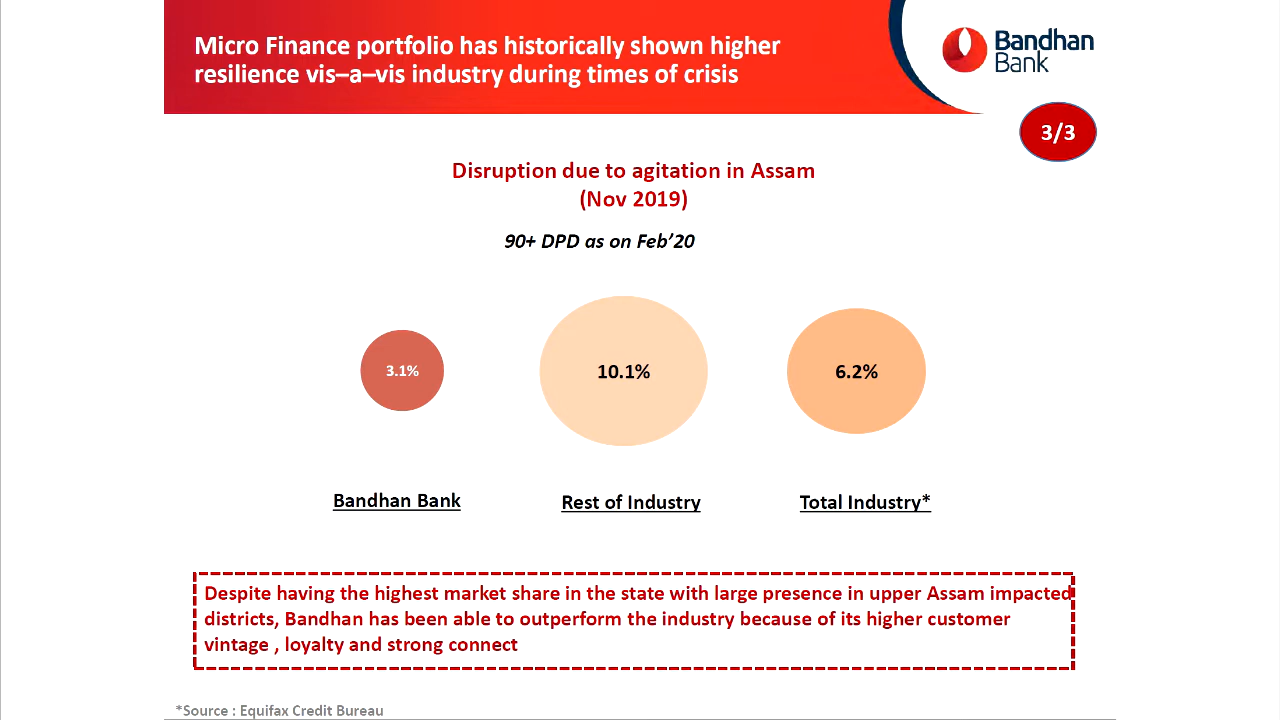 Micro Finance portfolio has historically shown higher
resilience vis–a–vis industry during times of crisis
Bandhan
Bank
3/3
Disruption due to agitation in Assam
(Nov 2019)
90+ DPD as on Feb’20
3.1%
10.1%
6.2%
Bandhan Bank
Rest of Industry
Total Industry*
Despite having the highest market share in the state with large presence in upper Assam impacted
districts, Bandhan has been able to outperform the industry because of its higher customer
vintage , loyalty and strong connect
*Source : Equifax Credit Bureau